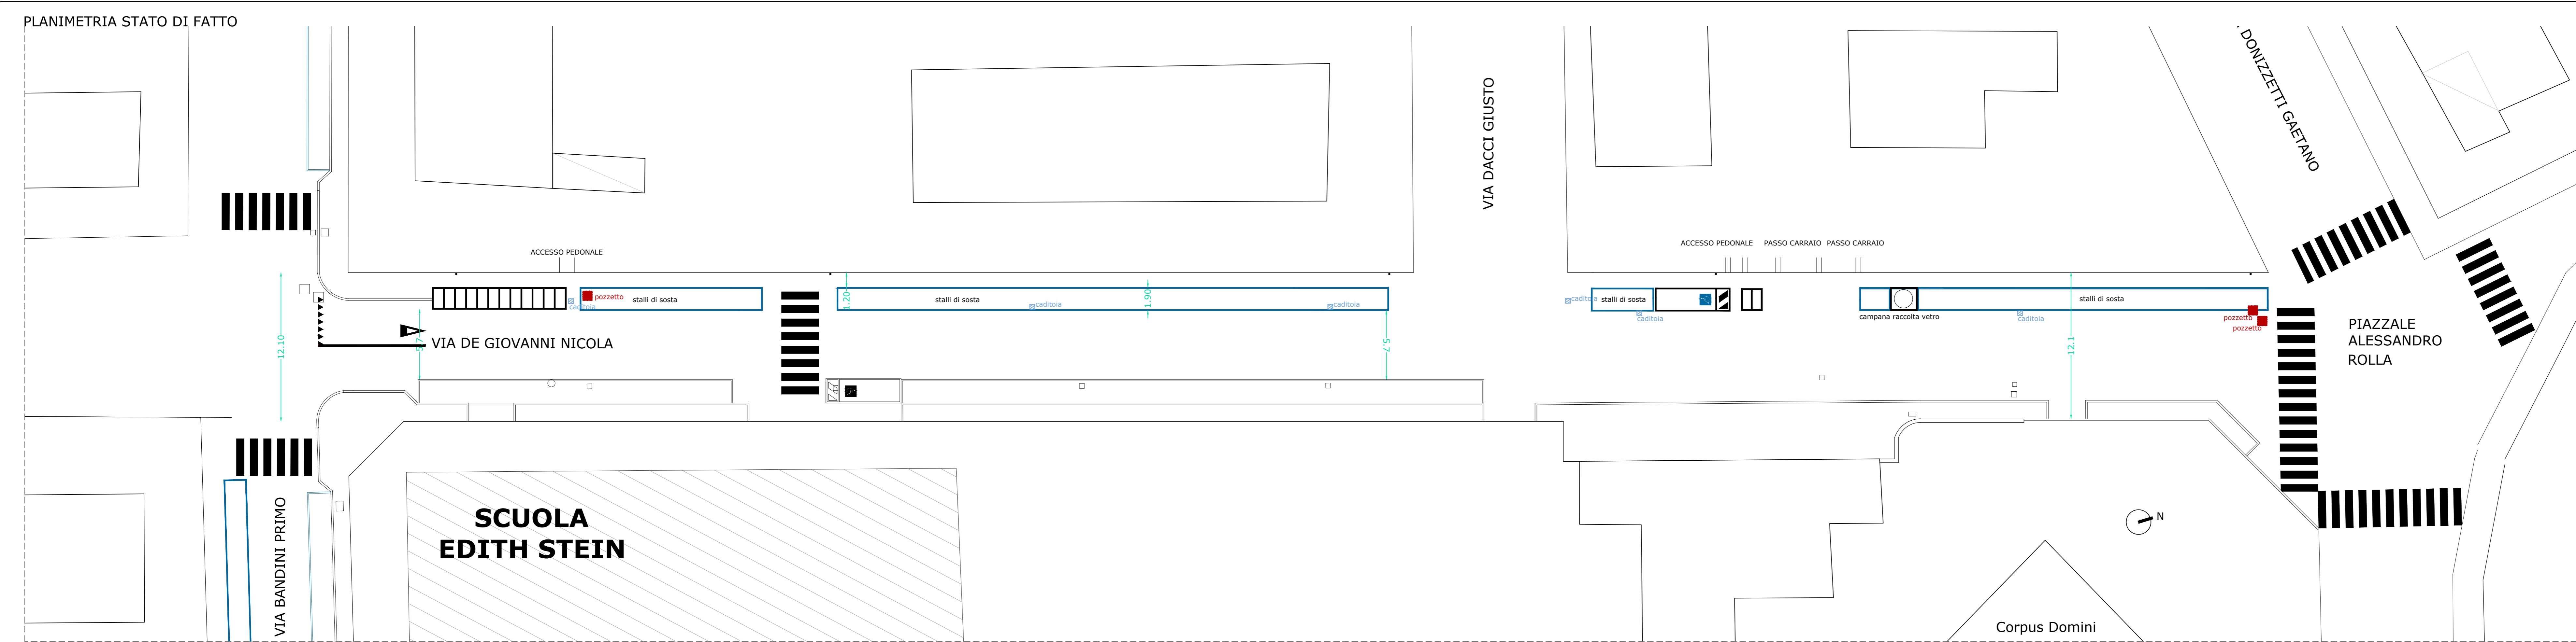 PLANIMETRIA STATO DI FATTO
DONIZZETTI GAETANO
VIA DACCI GIUSTO
ACCESSO PEDONALE
ACCESSO PEDONALE
PASSO CARRAIO
PASSO CARRAIO
caditoia
pozzetto
stalli di sosta
1.20
stalli di sosta
caditoia
1.90
caditoia
caditoia
stalli di sosta
caditoia
campana raccolta vetro
stalli di sosta
caditoia
pozzetto
pozzetto
12.10
VIA DE GIOVANNI NICOLA
5.7
12.1
PIAZZALE
ALESSANDRO
ROLLA
VIA BANDINI PRIMO
SCUOLA
EDITH STEIN
N
Corpus Domini